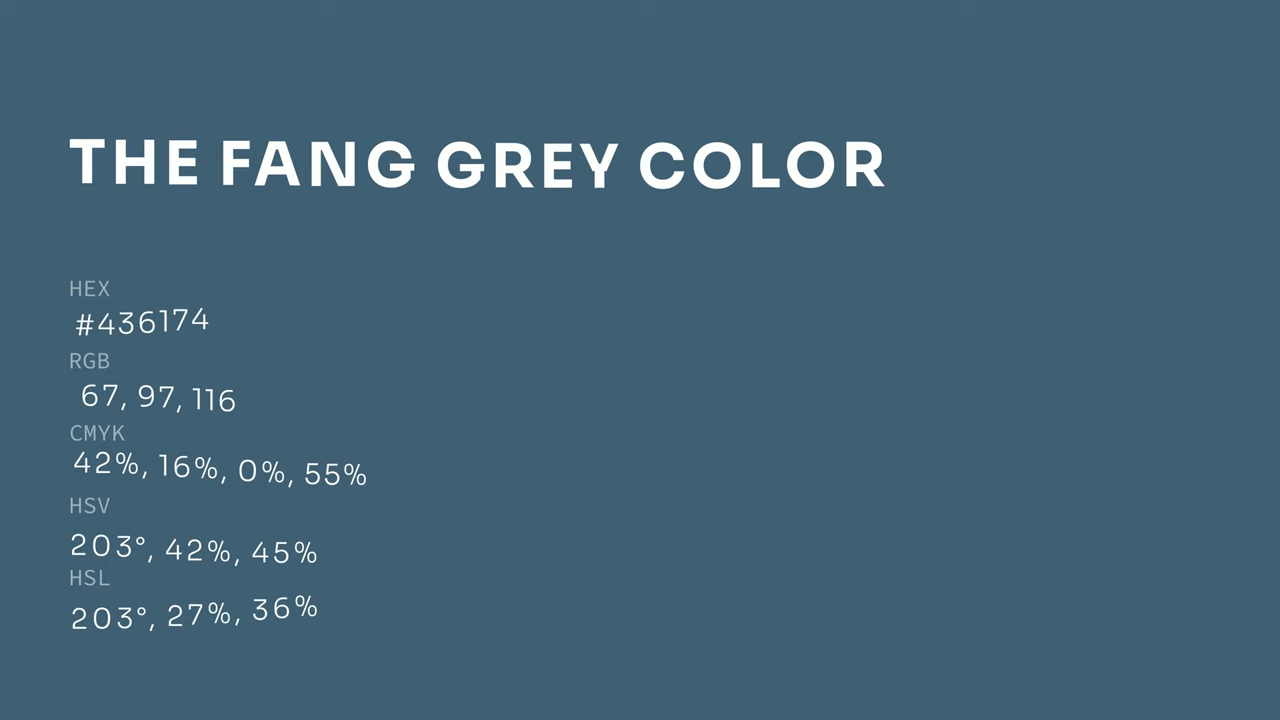 THE FANG GREY COLOR
HEX
#436174
RGB
67, 97, 116
CMYK
42%, 16%, 0%, 55%
HSV
203°, 42%, 45%
HSL
203°, 27%, 36%